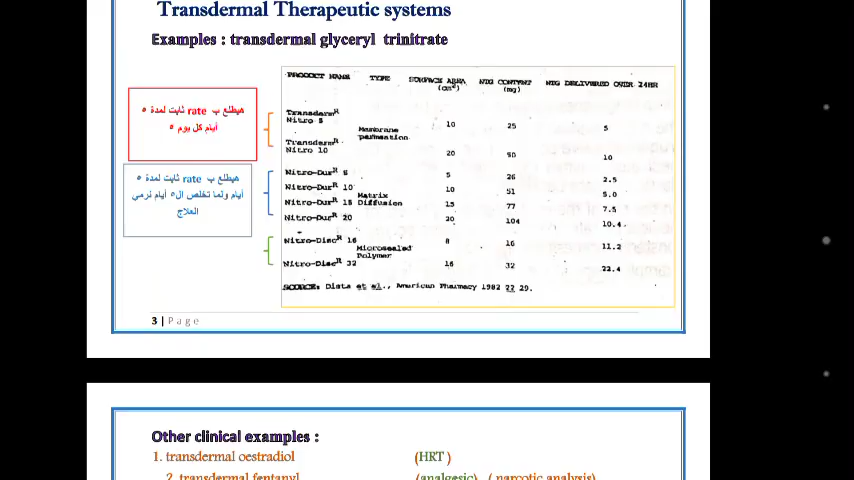 Transdermal Therapeutic systems
Examples : transdermal glyceryl trinitrate
هيطلع ب rate ثابت لمدة ٥
أيام كل يوم ٥
هيطلع ب rate ثابت لمدة ٥
أيام ولما تخلص ال٥ أيام نرمي
العلاج
PRODUCT NAME TYPE SURFACE AREA (cm²) NTG CONTENT (mg) NTG DELIVERED OVER 24HR
Transderm^R Nitro 5 10 25 5
Membrane permeation
Transderm^R Nitro 10 20 50 10
Nitro-Dur^R 5 5 26 2.5
Nitro-Dur^R 10 10 51 5.0
Matrix Diffusion
Nitro-Dur^R 15 15 77 7.5
Nitro-Dur^R 20 20 104 10.4
Nitro-Disc^R 16 8 16 11.2
Microsealed Polymer
Nitro-Disc^R 32 16 32 22.4
SOURCE: Dista et al., American Pharmacy 1982 22 29.
3 | Page
Other clinical examples :
1. transdermal oestradiol (HRT )
2. transdermal fentanyl (analgesic) ( narcotic analysis)